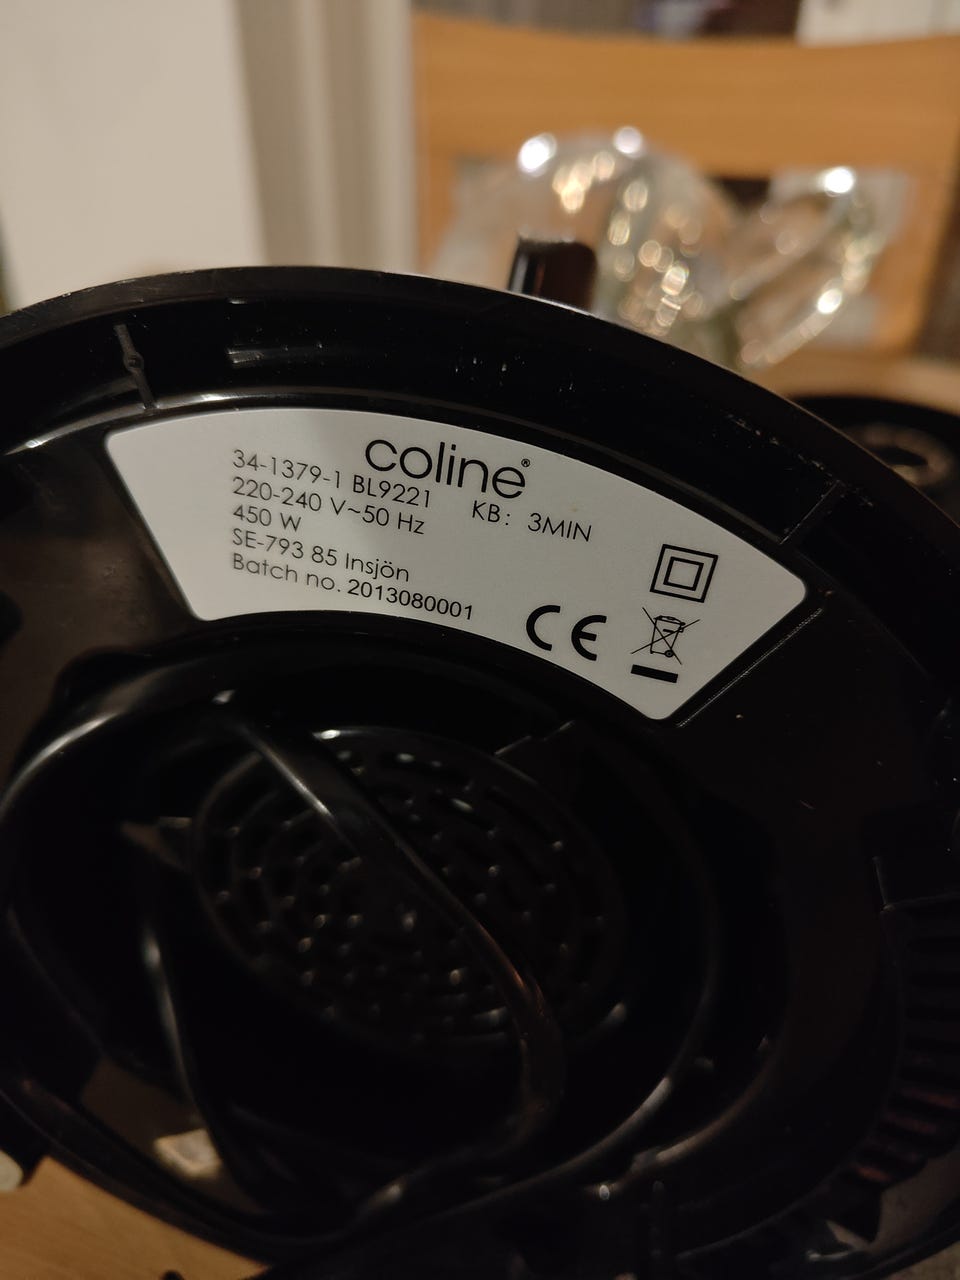 coline®
34-1379-1 BL9221
220-240 V~50 Hz KB: 3MIN
450 W
SE-793 85 Insjön
Batch no. 2013080001
CE